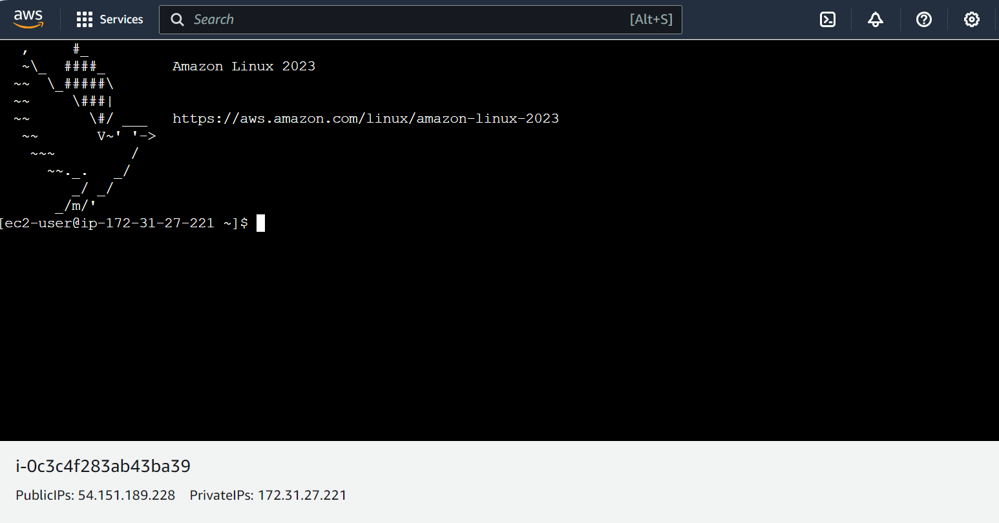 aws Services Search [Alt+S]
   ,     #_
   ~\_  ####_        Amazon Linux 2023
  ~~  \_#####\
  ~~     \###|
  ~~       \#/ ___   https://aws.amazon.com/linux/amazon-linux-2023
   ~~       V~' '->
    ~~~         /
      ~~._.   _/
         _/ _/
       _/m/'
[ec2-user@ip-172-31-27-221 ~]$
i-0c3c4f283ab43ba39
PublicIPs: 54.151.189.228 PrivateIPs: 172.31.27.221